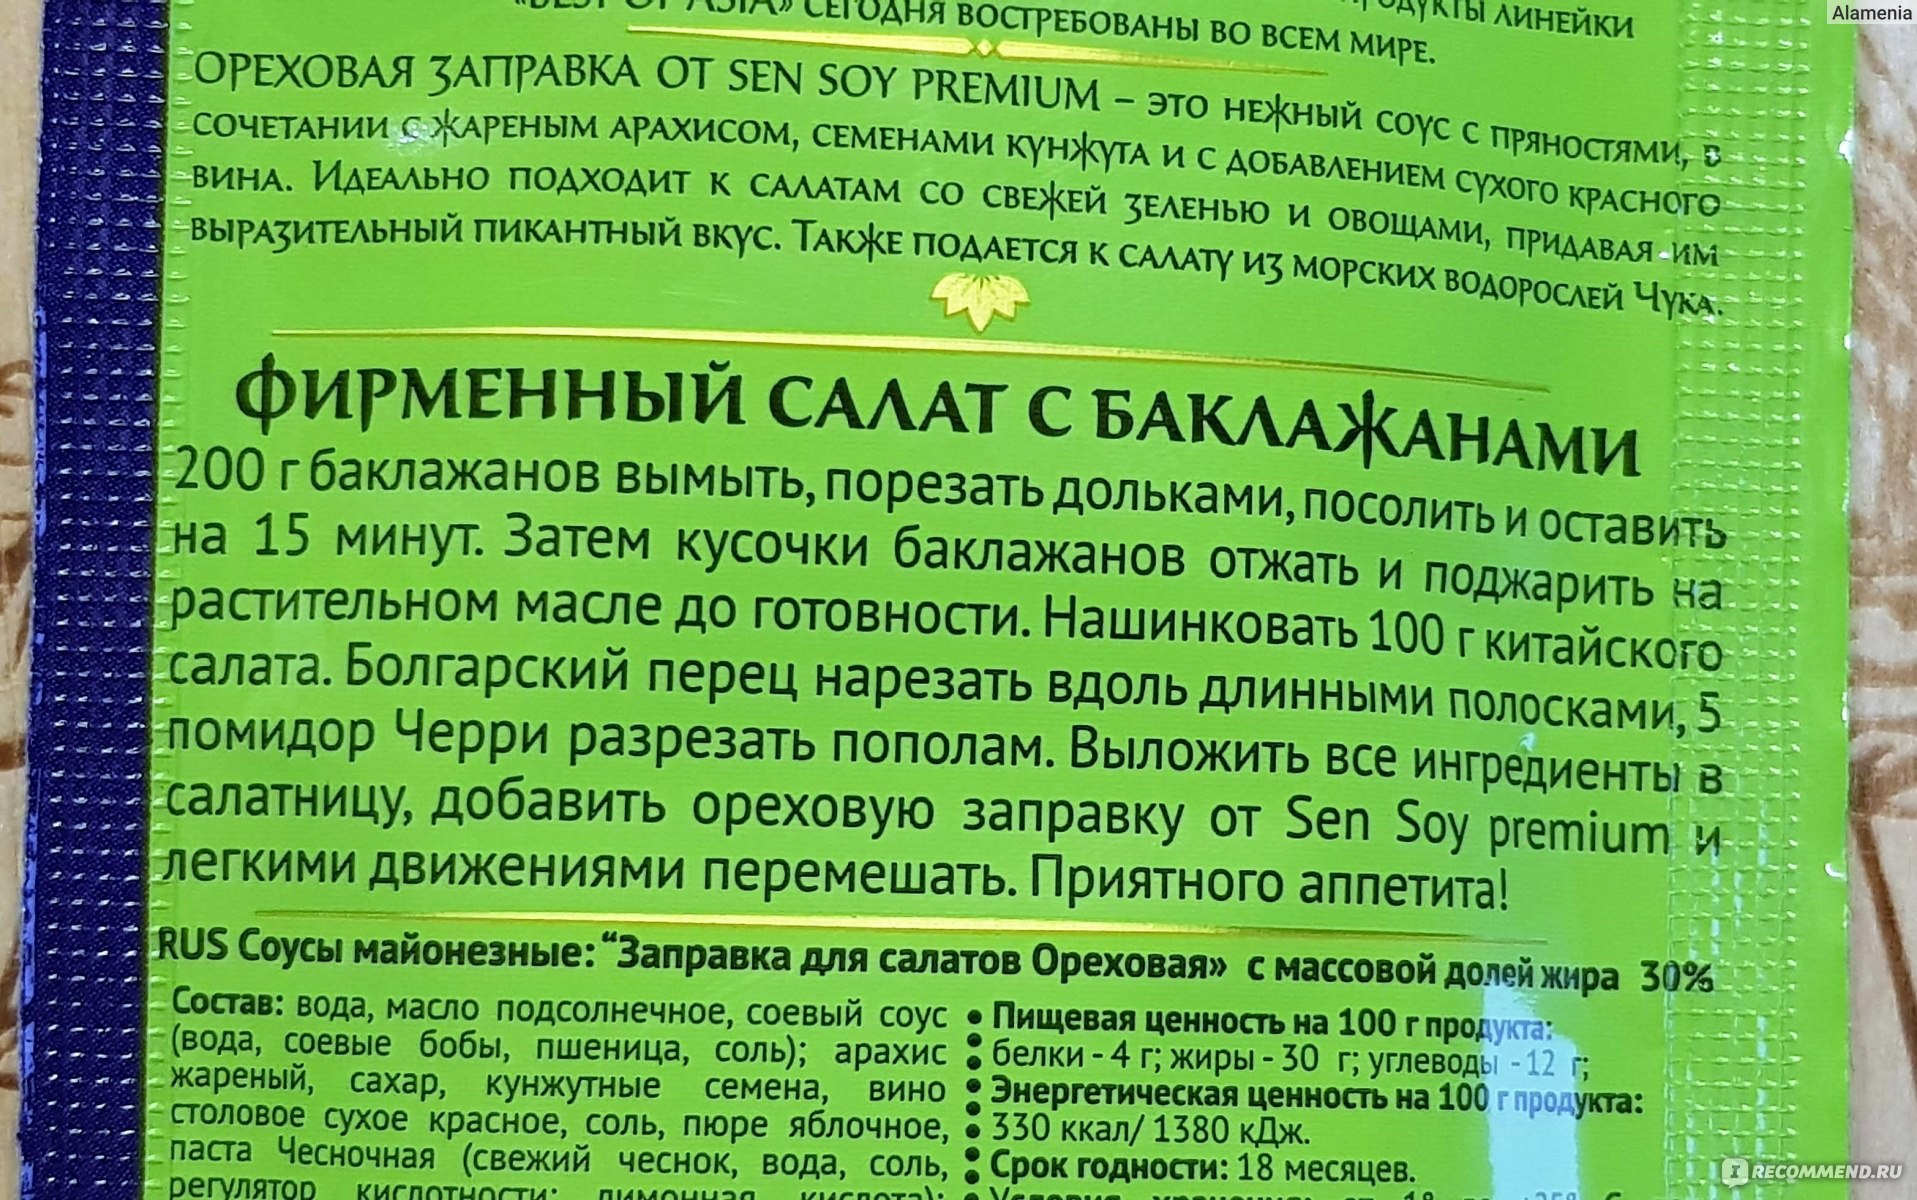 Alamenia
«BEST OF ASIA» СЕГОДНЯ ВОСТРЕБОВАНЫ ВО ВСЕМ МИРЕ. ПРОДУКТЫ ЛИНЕЙКИ
ОРЕХОВАЯ ЗАПРАВКА ОТ SEN SOY PREMIUM – ЭТО НЕЖНЫЙ СОУС С ПРЯНОСТЯМИ, В
СОЧЕТАНИИ С ЖАРЕНЫМ АРАХИСОМ, СЕМЕНАМИ КУНЖУТА И С ДОБАВЛЕНИЕМ СУХОГО КРАСНОГО
ВИНА. ИДЕАЛЬНО ПОДХОДИТ К САЛАТАМ СО СВЕЖЕЙ ЗЕЛЕНЬЮ И ОВОЩАМИ, ПРИДАВАЯ ИМ
ВЫРАЗИТЕЛЬНЫЙ ПИКАНТНЫЙ ВКУС. ТАКЖЕ ПОДАЕТСЯ К САЛАТУ ИЗ МОРСКИХ ВОДОРОСЛЕЙ ЧУКА.
ФИРМЕННЫЙ САЛАТ С БАКЛАЖАНАМИ
200 г баклажанов вымыть, порезать дольками, посолить и оставить
на 15 минут. Затем кусочки баклажанов отжать и поджарить на
растительном масле до готовности. Нашинковать 100 г китайского
салата. Болгарский перец нарезать вдоль длинными полосками, 5
помидор Черри разрезать пополам. Выложить все ингредиенты в
салатницу, добавить ореховую заправку от Sen Soy premium и
легкими движениями перемешать. Приятного аппетита!
RUS Соусы майонезные: “Заправка для салатов Ореховая» с массовой долей жира 30%
Состав: вода, масло подсолнечное, соевый соус
(вода, соевые бобы, пшеница, соль); арахис
жареный, сахар, кунжутные семена, вино
столовое сухое красное, соль, пюре яблочное,
паста Чесночная (свежий чеснок, вода, соль,
регулятор кислотности: лимонная кислота);
• Пищевая ценность на 100 г продукта:
белки - 4 г; жиры - 30 г; углеводы - 12 г;
• Энергетическая ценность на 100 г продукта:
330 ккал/ 1380 кДж.
• Срок годности: 18 месяцев.
IRECOMMEND.RU